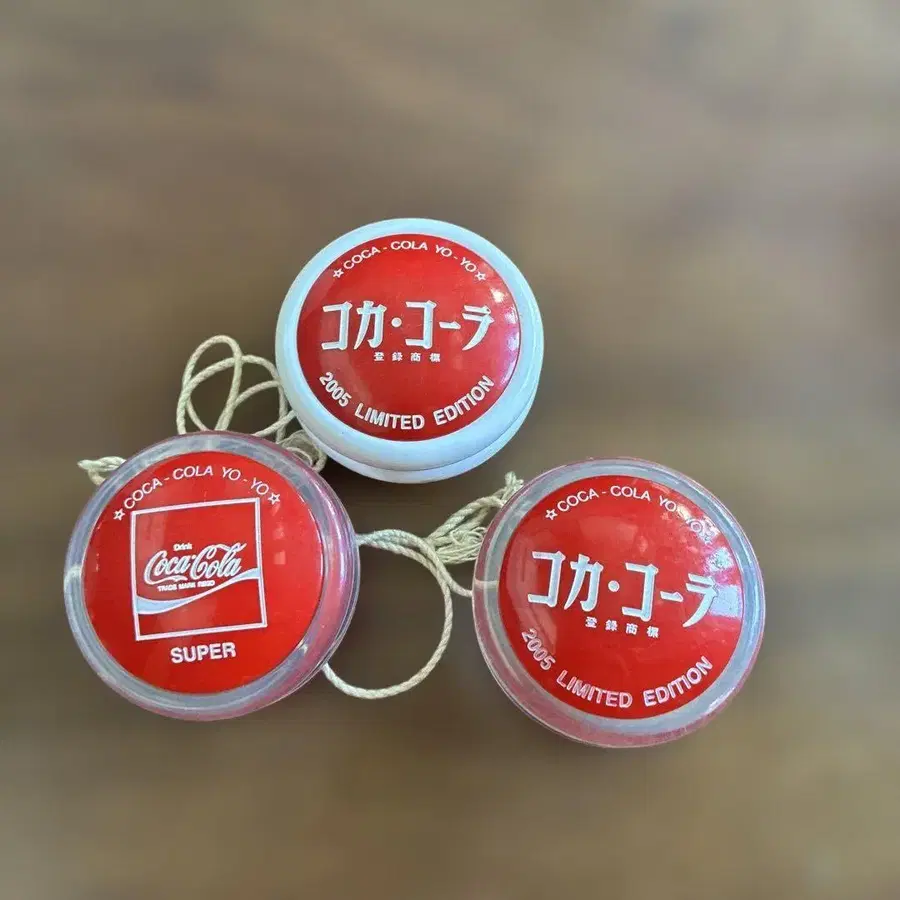 ☆COCA-COLA YO-YO☆
コカ・コーラ
登録商標
2005 LIMITED EDITION
☆COCA-COLA YO-YO☆
Drink
Coca-Cola
TRADE MARK REGD
SUPER
☆COCA-COLA YO-YO☆
コカ・コーラ
登録商標
2005 LIMITED EDITION